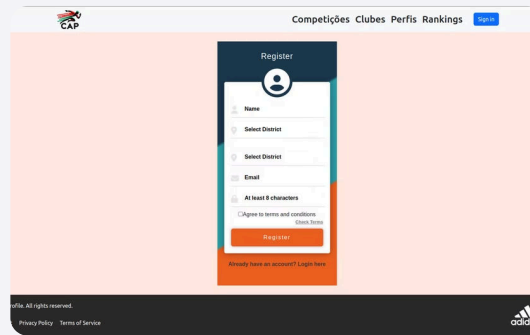 CAP
Competições Clubes Perfis Rankings Sign in
Register
Name
Select District
Select District
Email
At least 8 characters
Agree to terms and conditions
Check Terms
Register
Already have an account? Login here
rofile. All rights reserved.
Privacy Policy Terms of Service
adid